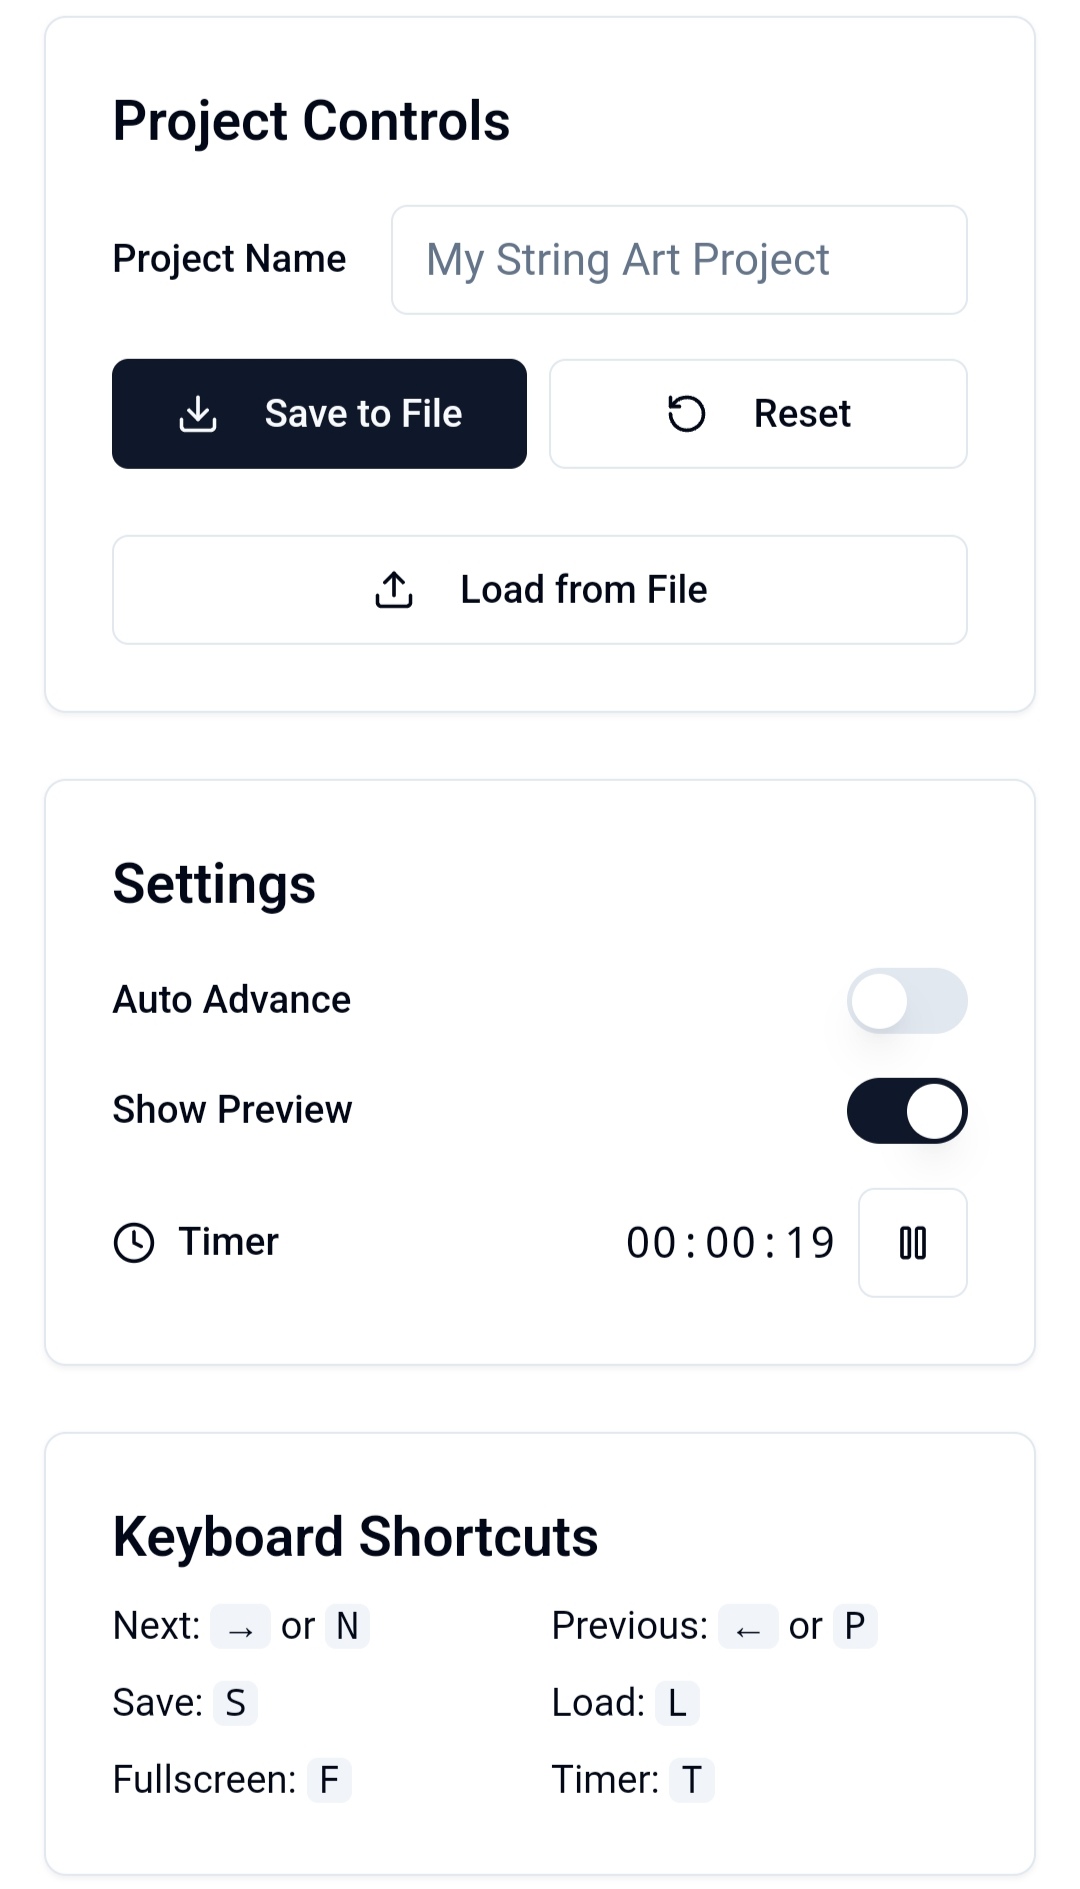 Project Controls
Project Name My String Art Project
Save to File Reset
Load from File
Settings
Auto Advance
Show Preview
Timer 00:00:19
Keyboard Shortcuts
Next: → or N Previous: ← or P
Save: S Load: L
Fullscreen: F Timer: T